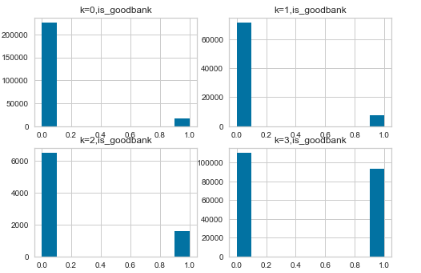 k=0,is_goodbank
200000
150000
100000
50000
0
0.0 0.2 0.4 0.6 0.8 1.0
k=1,is_goodbank
60000
40000
20000
0
0.0 0.2 0.4 0.6 0.8 1.0
k=2,is_goodbank
6000
4000
2000
0
0.0 0.2 0.4 0.6 0.8 1.0
k=3,is_goodbank
100000
80000
60000
40000
20000
0
0.0 0.2 0.4 0.6 0.8 1.0